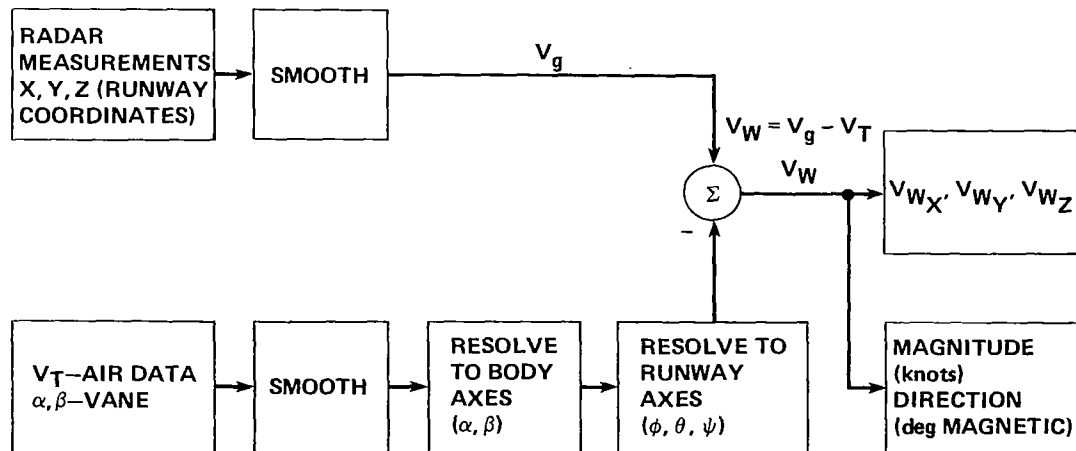 RADAR
MEASUREMENTS
X, Y, Z (RUNWAY
COORDINATES)
SMOOTH
Vg
VW = Vg – VT
VW
Σ
–
VWX, VWY, VWZ
VT–AIR DATA
α, β–VANE
SMOOTH
RESOLVE
TO BODY
AXES
(α, β)
RESOLVE TO
RUNWAY
AXES
(ϕ, θ, ψ)
MAGNITUDE
(knots)
DIRECTION
(deg MAGNETIC)